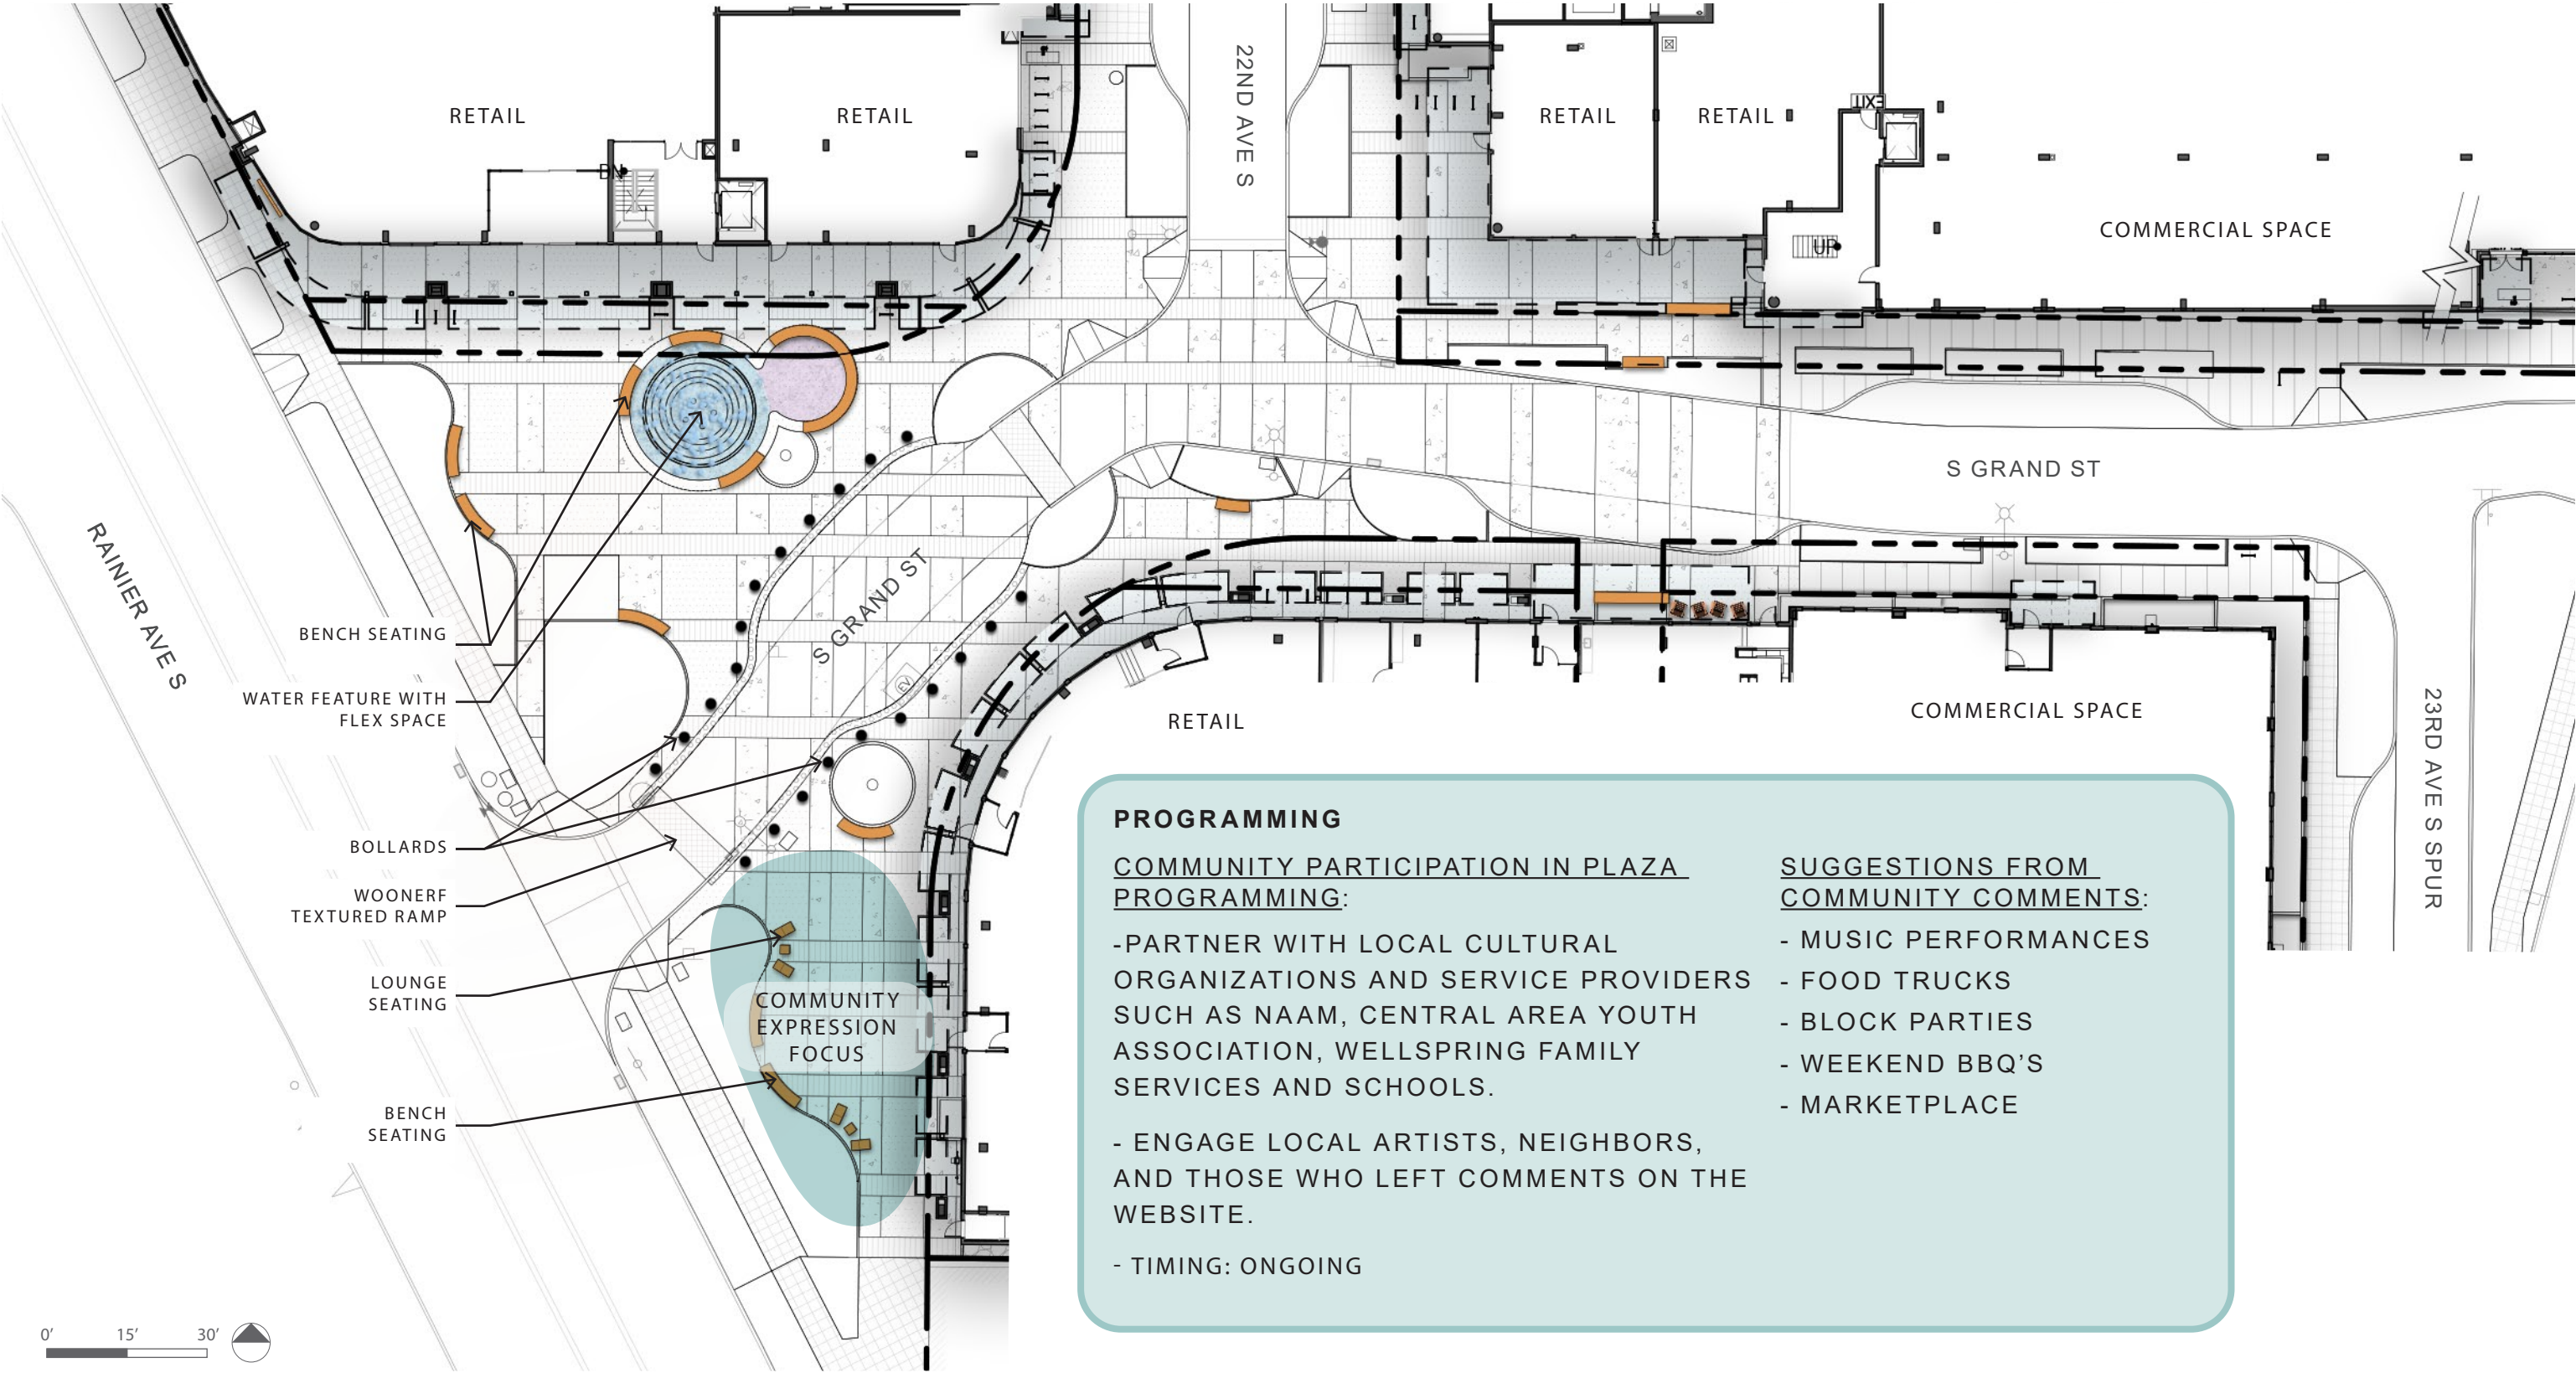 RETAIL
RETAIL
22ND AVE S
RETAIL
RETAIL
EXIT
COMMERCIAL SPACE
DN
UP
S GRAND ST
S GRAND ST
RAINIER AVE S
BENCH SEATING
WATER FEATURE WITH
FLEX SPACE
EV
BOLLARDS
WOONERF
TEXTURED RAMP
LOUNGE
SEATING
BENCH
SEATING
COMMUNITY
EXPRESSION
FOCUS
RETAIL
COMMERCIAL SPACE
23RD AVE S SPUR
PROGRAMMING
COMMUNITY PARTICIPATION IN PLAZA
PROGRAMMING:
-PARTNER WITH LOCAL CULTURAL
ORGANIZATIONS AND SERVICE PROVIDERS
SUCH AS NAAM, CENTRAL AREA YOUTH
ASSOCIATION, WELLSPRING FAMILY
SERVICES AND SCHOOLS.
- ENGAGE LOCAL ARTISTS, NEIGHBORS,
AND THOSE WHO LEFT COMMENTS ON THE
WEBSITE.
- TIMING: ONGOING
SUGGESTIONS FROM
COMMUNITY COMMENTS:
- MUSIC PERFORMANCES
- FOOD TRUCKS
- BLOCK PARTIES
- WEEKEND BBQ'S
- MARKETPLACE
0' 15' 30'